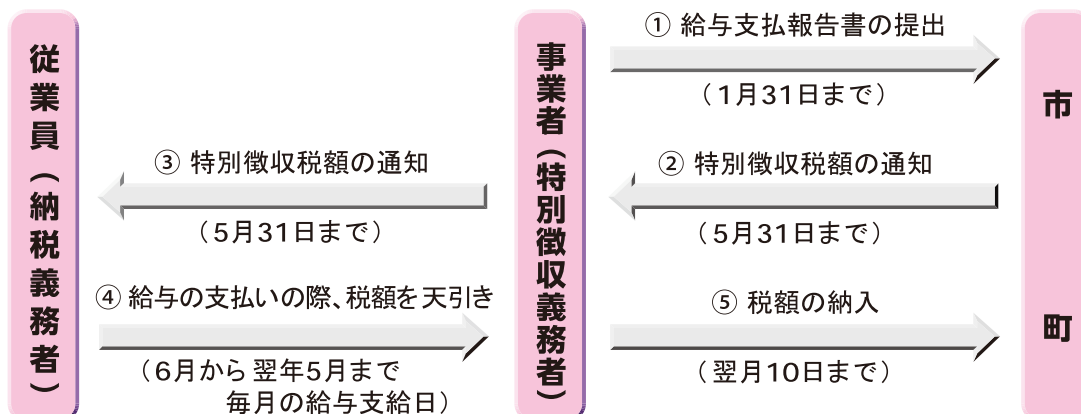 従業員（納税義務者）
事業者（特別徴収義務者）
市町
① 給与支払報告書の提出
（1月31日まで）
② 特別徴収税額の通知
（5月31日まで）
③ 特別徴収税額の通知
（5月31日まで）
④ 給与の支払いの際、税額を天引き
（6月から翌年5月まで
毎月の給与支給日）
⑤ 税額の納入
（翌月10日まで）